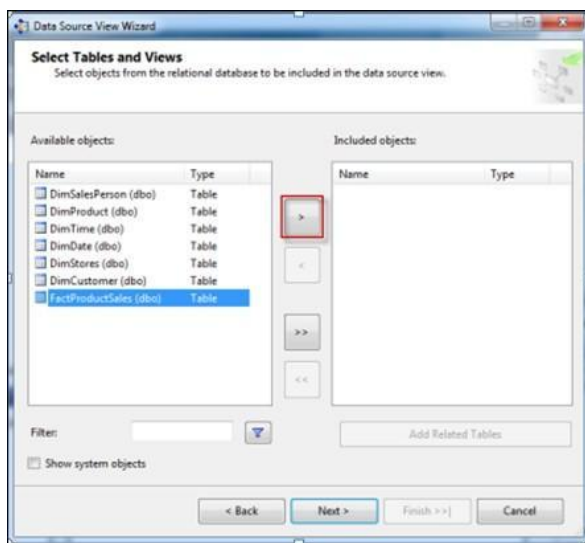 Data Source View Wizard
Select Tables and Views
Select objects from the relational database to be included in the data source view.
Available objects:
Included objects:
Name Type
Name Type
DimSalesPerson (dbo) Table
DimProduct (dbo) Table
DimTime (dbo) Table
DimDate (dbo) Table
DimStores (dbo) Table
DimCustomer (dbo) Table
FactProductSales (dbo) Table
>
<
>>
<<
Filter:
Add Related Tables
Show system objects
< Back Next > Finish >>| Cancel